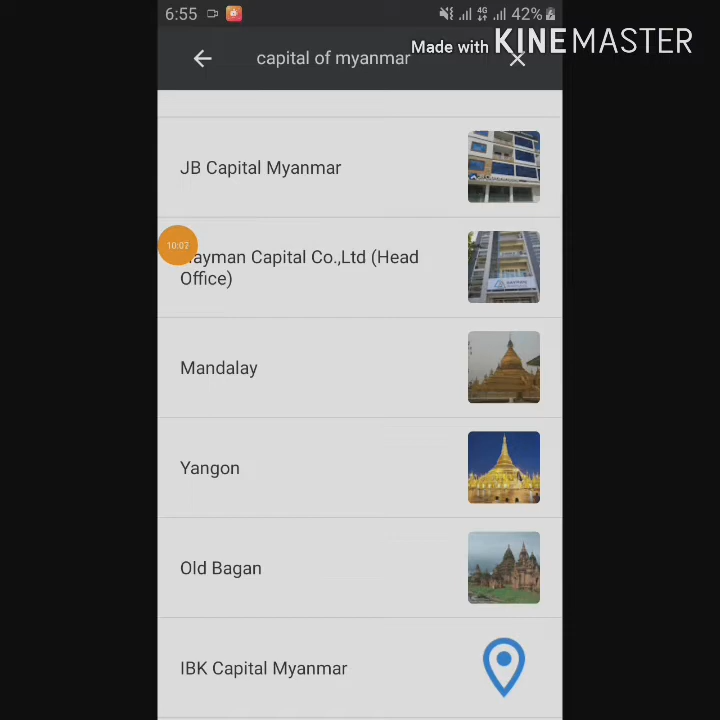 6:55
4G
42%
Made with KINEMASTER
capital of myanmar
JB Capital Myanmar
10:07
ayman Capital Co.,Ltd (Head
Office)
Mandalay
Yangon
Old Bagan
IBK Capital Myanmar